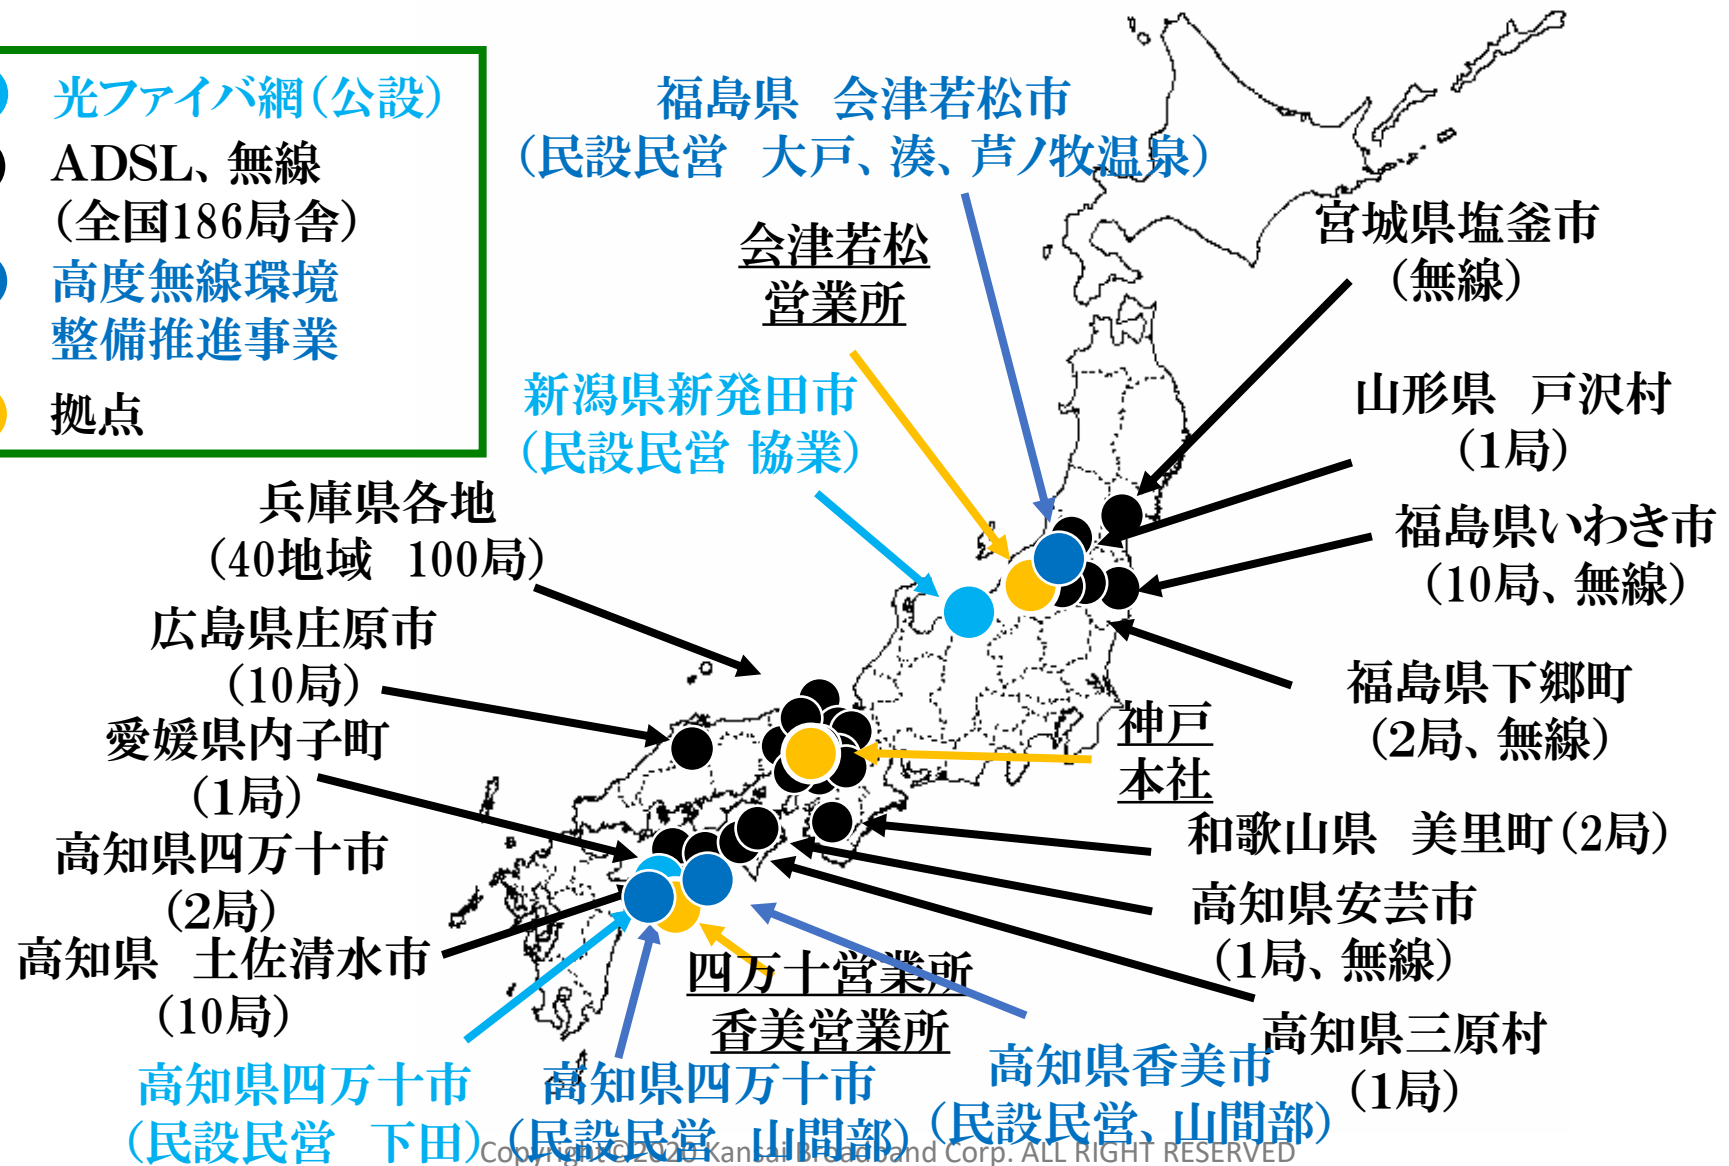 光ファイバ網（公設）
ADSL、無線
（全国186局舎）
高度無線環境
整備推進事業
拠点
福島県　会津若松市
（民設民営　大戸、湊、芦ノ牧温泉）
会津若松
営業所
宮城県塩釜市
（無線）
新潟県新発田市
（民設民営 協業）
山形県　戸沢村
（1局）
兵庫県各地
（40地域　100局）
福島県いわき市
（10局、無線）
広島県庄原市
（10局）
福島県下郷町
（2局、無線）
愛媛県内子町
（1局）
神戸
本社
高知県四万十市
（2局）
和歌山県　美里町（2局）
高知県安芸市
（1局、無線）
高知県　土佐清水市
（10局）
四万十営業所
香美営業所
高知県三原村
（1局）
高知県四万十市
（民設民営　下田）
高知県四万十市
（民設民営　山間部）
高知県香美市
（民設民営、山間部）
Copyright©2020 Kansai Broadband Corp. ALL RIGHT RESERVED